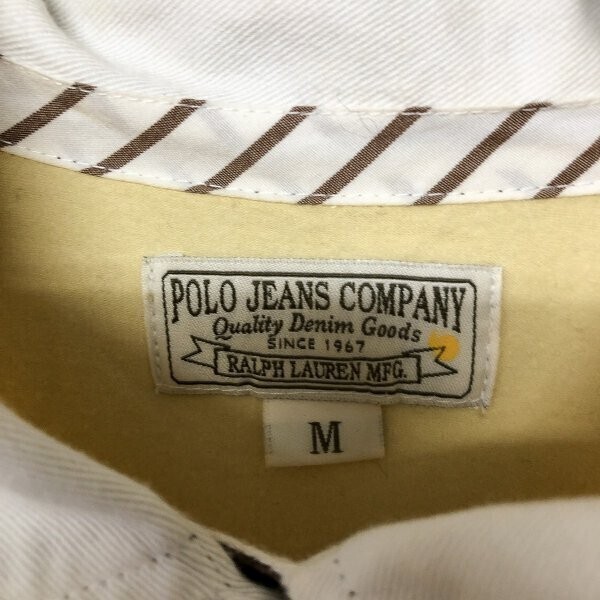 POLO JEANS COMPANY
Quality Denim Goods
SINCE 1967
RALPH LAUREN MFG.
M